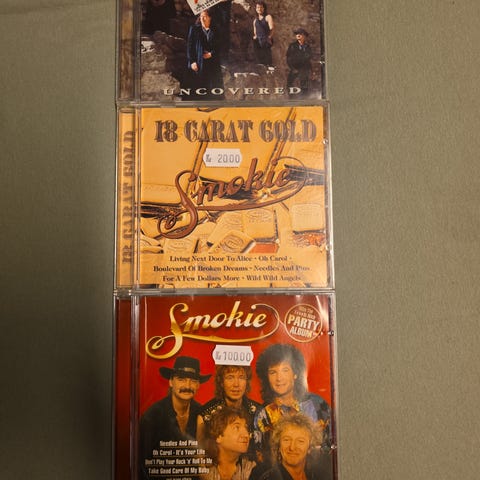 UNCOVERED
18 CARAT GOLD
18 CARAT GOLD
Kr 20.00
Smokie
Living Next Door To Alice • Oh Carol •
Boulevard Of Broken Dreams • Needles And Pins
For A Few Dollars More • Wild Wild Angels
Smokie
PARTY
ALBUM
Kr 100.00
Needles And Pins
Oh Carol - It's Your Life
Don't Play Your Rock 'n' Roll To Me
Take Good Care Of My Baby